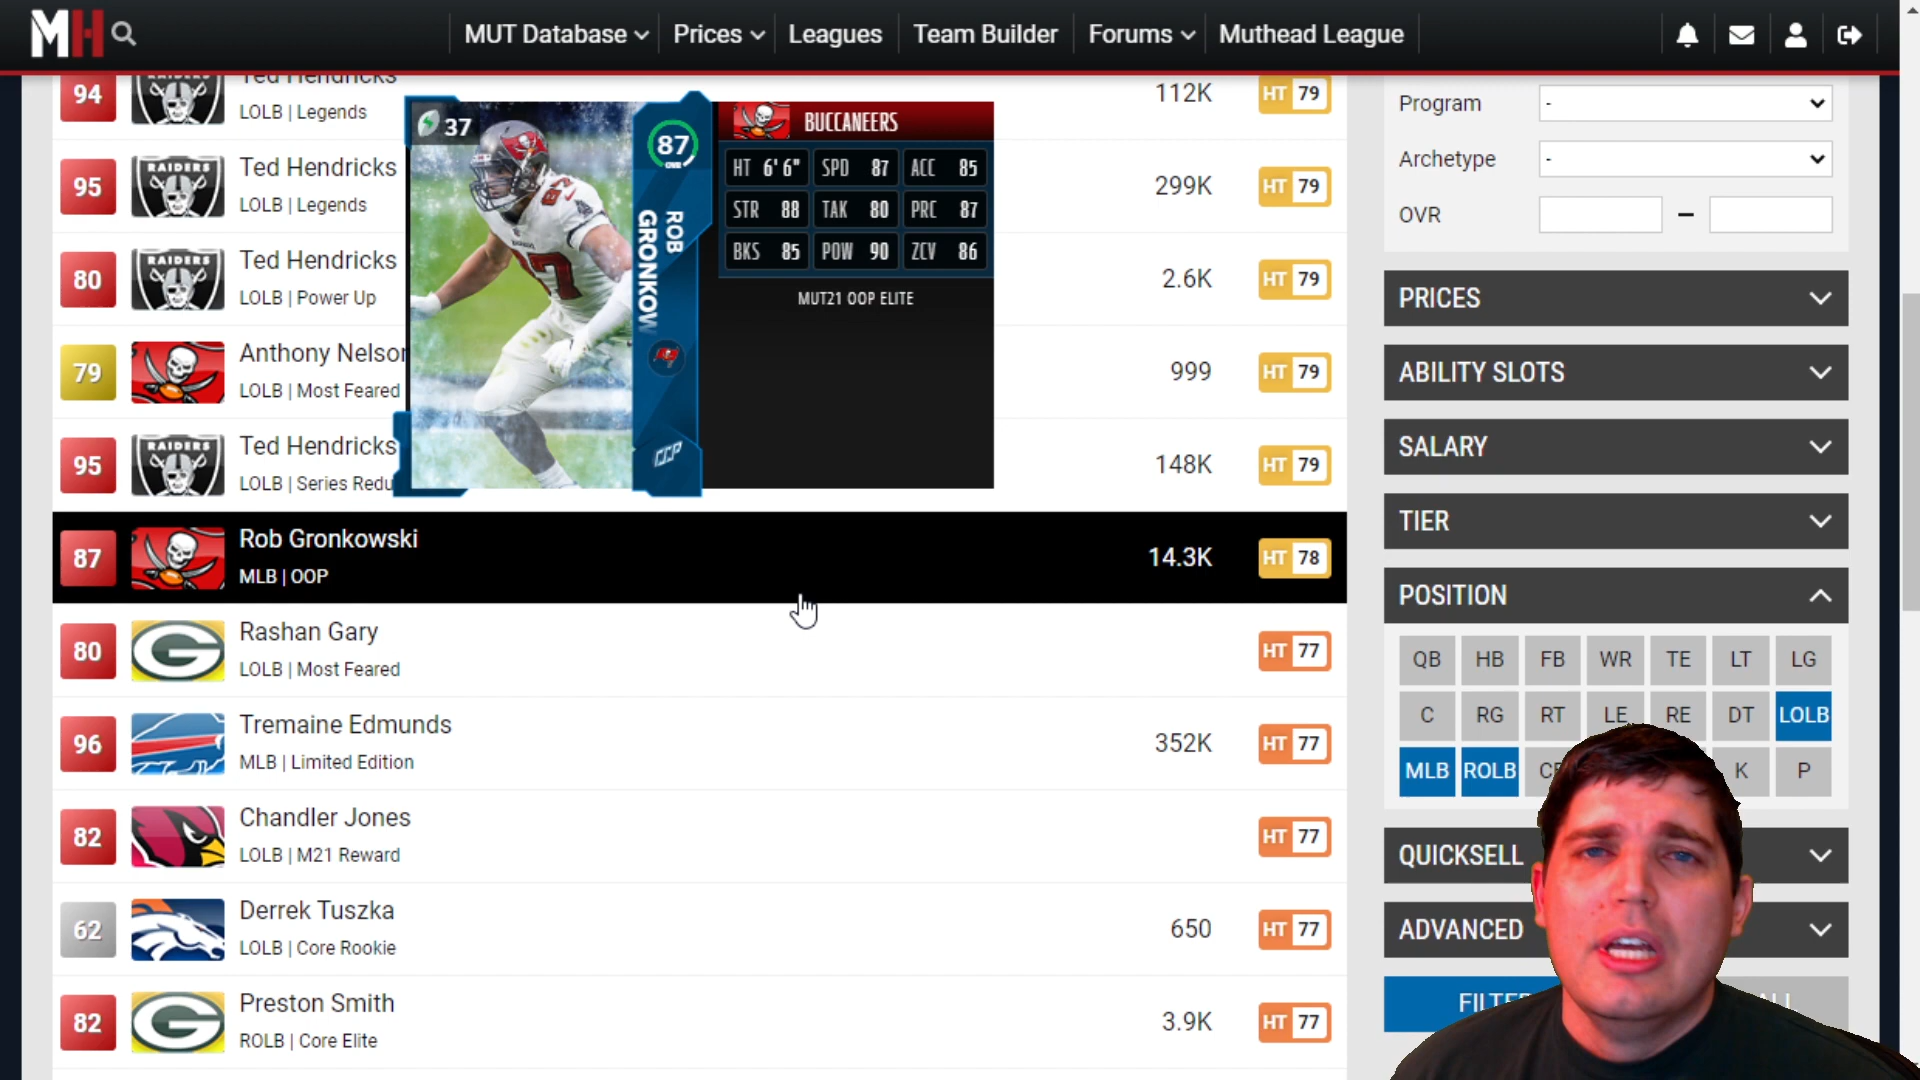 MH
MUT Database
Prices
Leagues
Team Builder
Forums
Muthead League
94
Ted Hendricks
LOLB | Legends
112K
HT 79
95
RAIDERS
Ted Hendricks
LOLB | Legends
299K
HT 79
80
RAIDERS
Ted Hendricks
LOLB | Power Up
2.6K
HT 79
79
Anthony Nelson
LOLB | Most Feared
999
HT 79
95
RAIDERS
Ted Hendricks
LOLB | Series Redu
148K
HT 79
37
87
OVR
ROB
GRONKOW
BUCCANEERS
HT 6' 6" SPD 87 ACC 85
STR 88 TAK 80 PRC 87
BKS 85 POW 90 ZCV 86
MUT21 OOP ELITE
87
Rob Gronkowski
MLB | OOP
14.3K
HT 78
80
Rashan Gary
LOLB | Most Feared
HT 77
96
Tremaine Edmunds
MLB | Limited Edition
352K
HT 77
82
Chandler Jones
LOLB | M21 Reward
HT 77
62
Derrek Tuszka
LOLB | Core Rookie
650
HT 77
82
Preston Smith
ROLB | Core Elite
3.9K
HT 77
Program -
Archetype -
OVR –
PRICES
ABILITY SLOTS
SALARY
TIER
POSITION
QB HB FB WR TE LT LG
C RG RT LE RE DT LOLB
MLB ROLB K P
QUICKSELL
ADVANCED